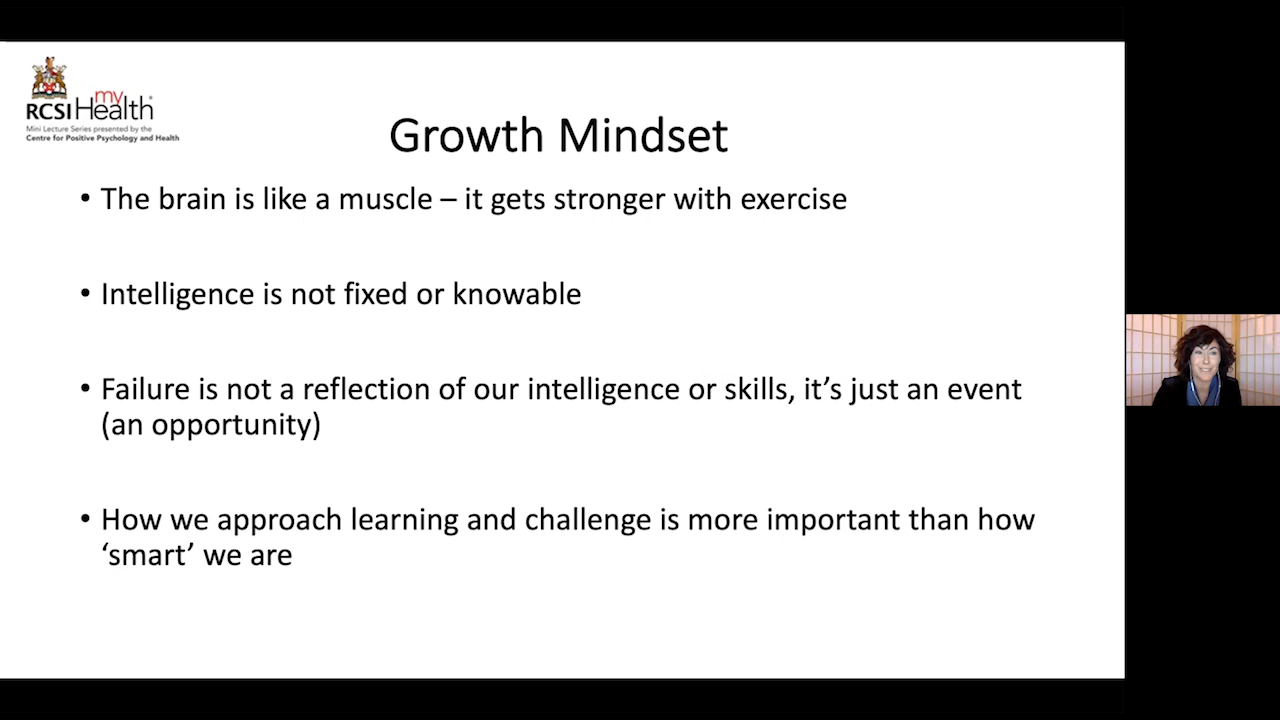 my
RCSI Health
Mini Lecture Series presented by the
Centre for Positive Psychology and Health
Growth Mindset
• The brain is like a muscle – it gets stronger with exercise
• Intelligence is not fixed or knowable
• Failure is not a reflection of our intelligence or skills, it’s just an event
(an opportunity)
• How we approach learning and challenge is more important than how
‘smart’ we are